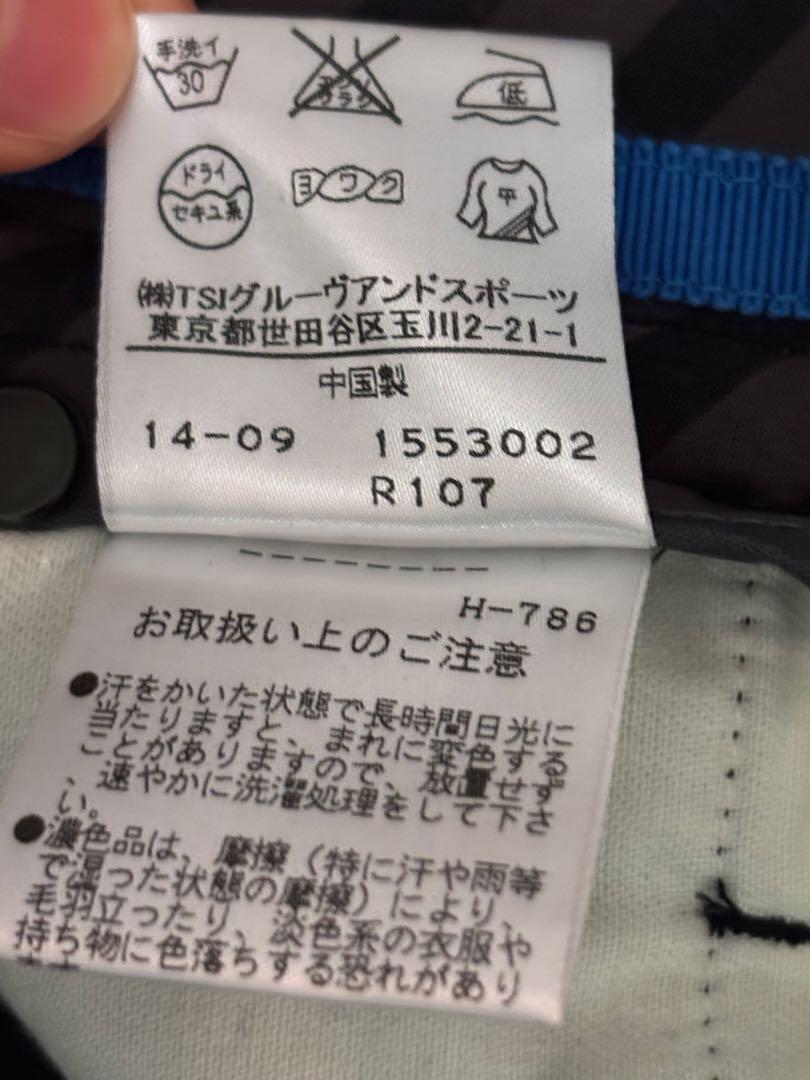 手洗イ
30
エンソサラシ
低
ドライ
セキユ系
ヨワク
平
㈱TSIグルーヴアンドスポーツ
東京都世田谷区玉川2-21-1
中国製
14-09 1553002
R107
H-786
お取扱い上のご注意
●汗をかいた状態で長時間日光に
当たりますと、まれに変色する
ことがありますので、放置せず
、速やかに洗濯処理をして下さ
い。
●濃色品は、摩擦(特に汗や雨等
で湿った状態の摩擦)により、
毛羽立ったり、淡色系の衣服や
持ち物に色落ちする恐れがあり